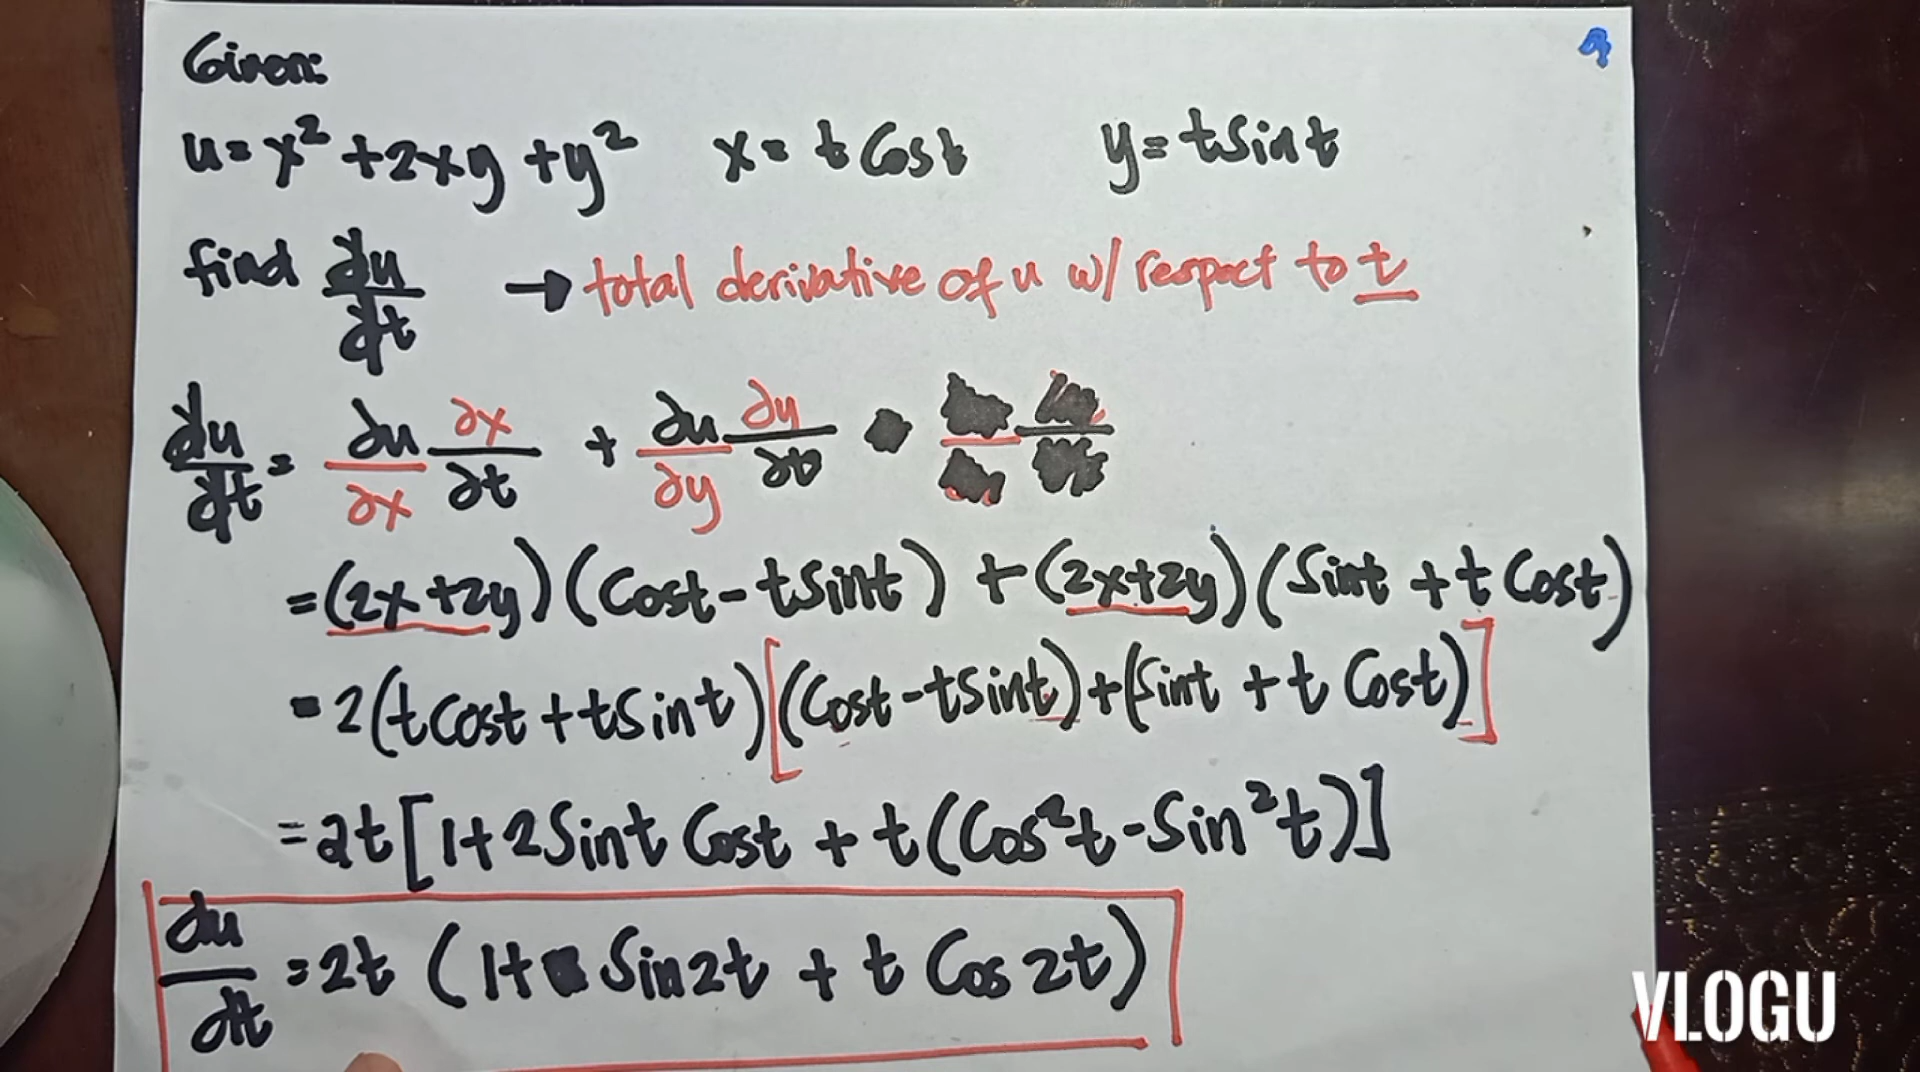 Given:
u = x² + 2xy + y² x = t Cost y = tSint
find du/dt → total derivative of u w/ respect to t
du/dt = ∂u/∂x ∂x/∂t + ∂u/∂y ∂y/∂t
= (2x+2y)(Cost - tSint) + (2x+2y)(Sint + t Cost)
= 2(tCost + tSint)[(Cost - tSint) + (Sint + t Cost)]
= 2t[1 + 2Sint Cost + t(Cos²t - Sin²t)]
du/dt = 2t (1 + Sin2t + t Cos 2t)
VLOGU